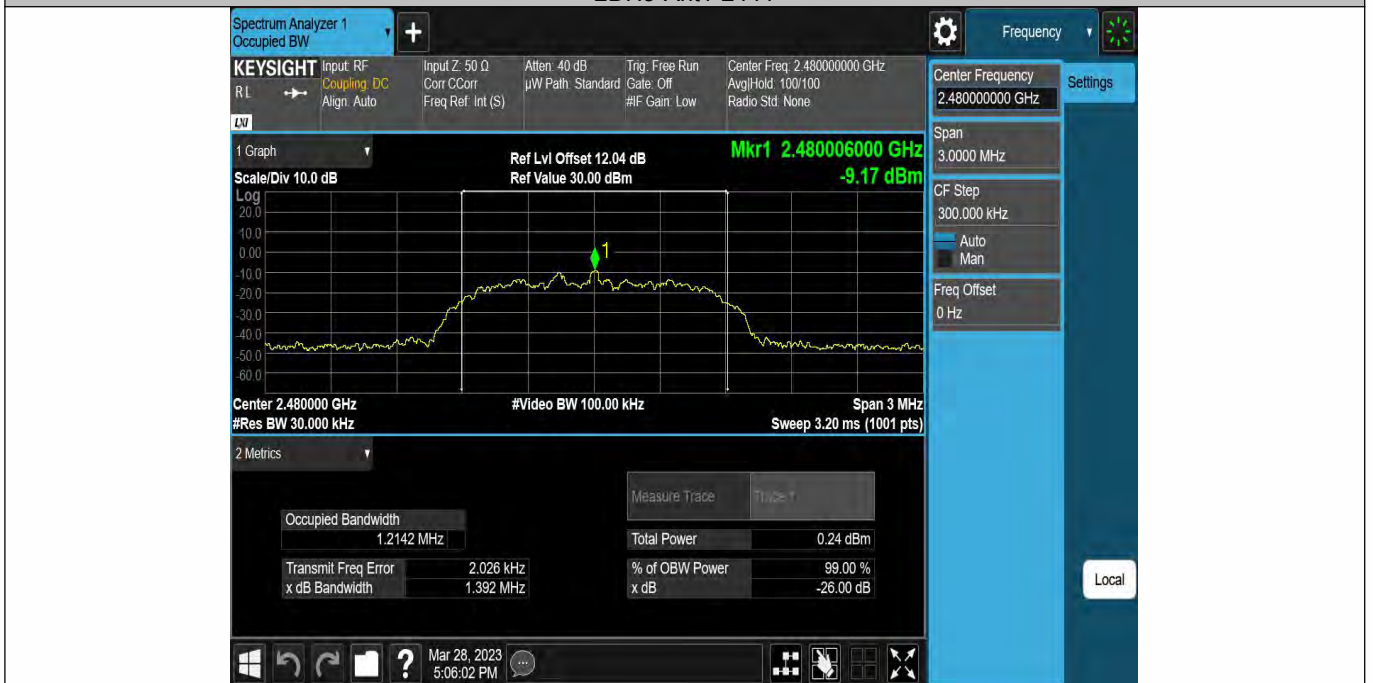 Spectrum Analyzer 1
Occupied BW
Frequency
KEYSIGHT
RL
LXI
Input: RF
Coupling: DC
Align: Auto
Input Z: 50 Ω
Corr CCorr
Freq Ref: Int (S)
Atten: 40 dB
µW Path: Standard
Trig: Free Run
Gate: Off
#IF Gain: Low
Center Freq: 2.480000000 GHz
Avg|Hold: 100/100
Radio Std: None
Center Frequency
2.480000000 GHz
Settings
Span
3.0000 MHz
CF Step
300.000 kHz
Auto
Man
Freq Offset
0 Hz
Local
1 Graph
Scale/Div 10.0 dB
Ref Lvl Offset 12.04 dB
Ref Value 30.00 dBm
Mkr1 2.480006000 GHz
-9.17 dBm
Log
20.0
10.0
0.00
-10.0
-20.0
-30.0
-40.0
-50.0
-60.0
1
Center 2.480000 GHz
#Video BW 100.00 kHz
Span 3 MHz
#Res BW 30.000 kHz
Sweep 3.20 ms (1001 pts)
2 Metrics
Measure Trace
Trace 1
Occupied Bandwidth
1.2142 MHz
Total Power
0.24 dBm
Transmit Freq Error
2.026 kHz
% of OBW Power
99.00 %
x dB Bandwidth
1.392 MHz
x dB
-26.00 dB
?
Mar 28, 2023
5:06:02 PM